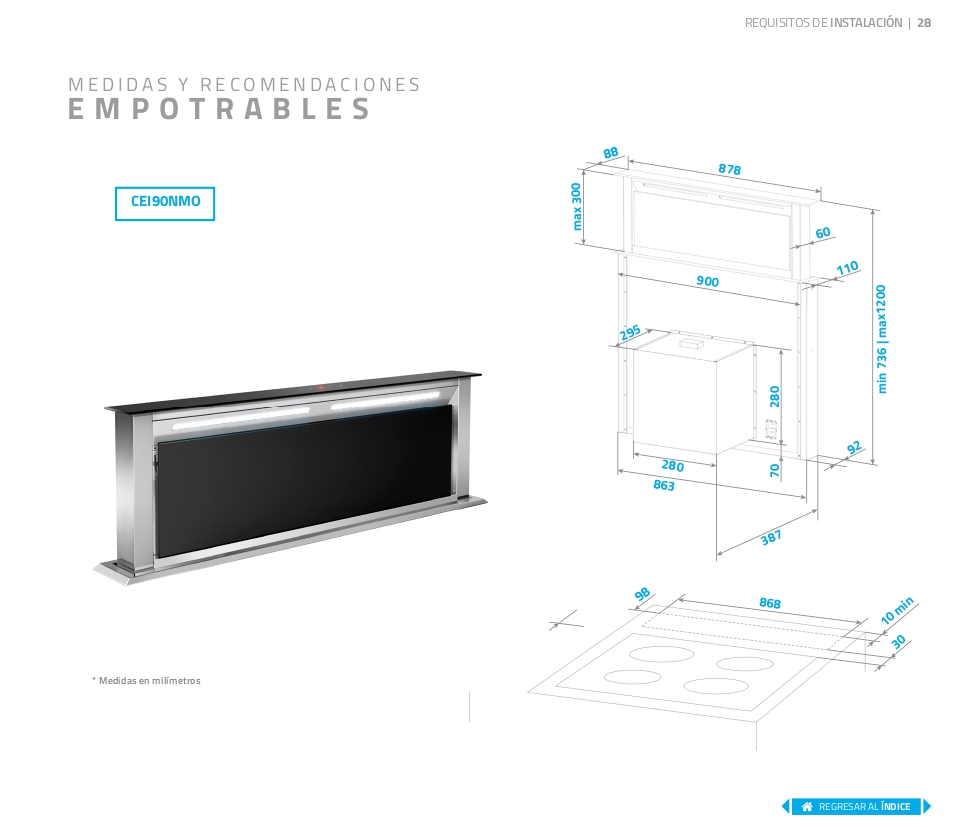 REQUISITOS DE INSTALACIÓN | 28
MEDIDAS Y RECOMENDACIONES
EMPOTRABLES
CEI90NMO
88
878
max 300
60
110
900
min 736 | max1200
295
280
92
280
70
863
387
98
868
10 min
30
* Medidas en milímetros
REGRESAR AL ÍNDICE